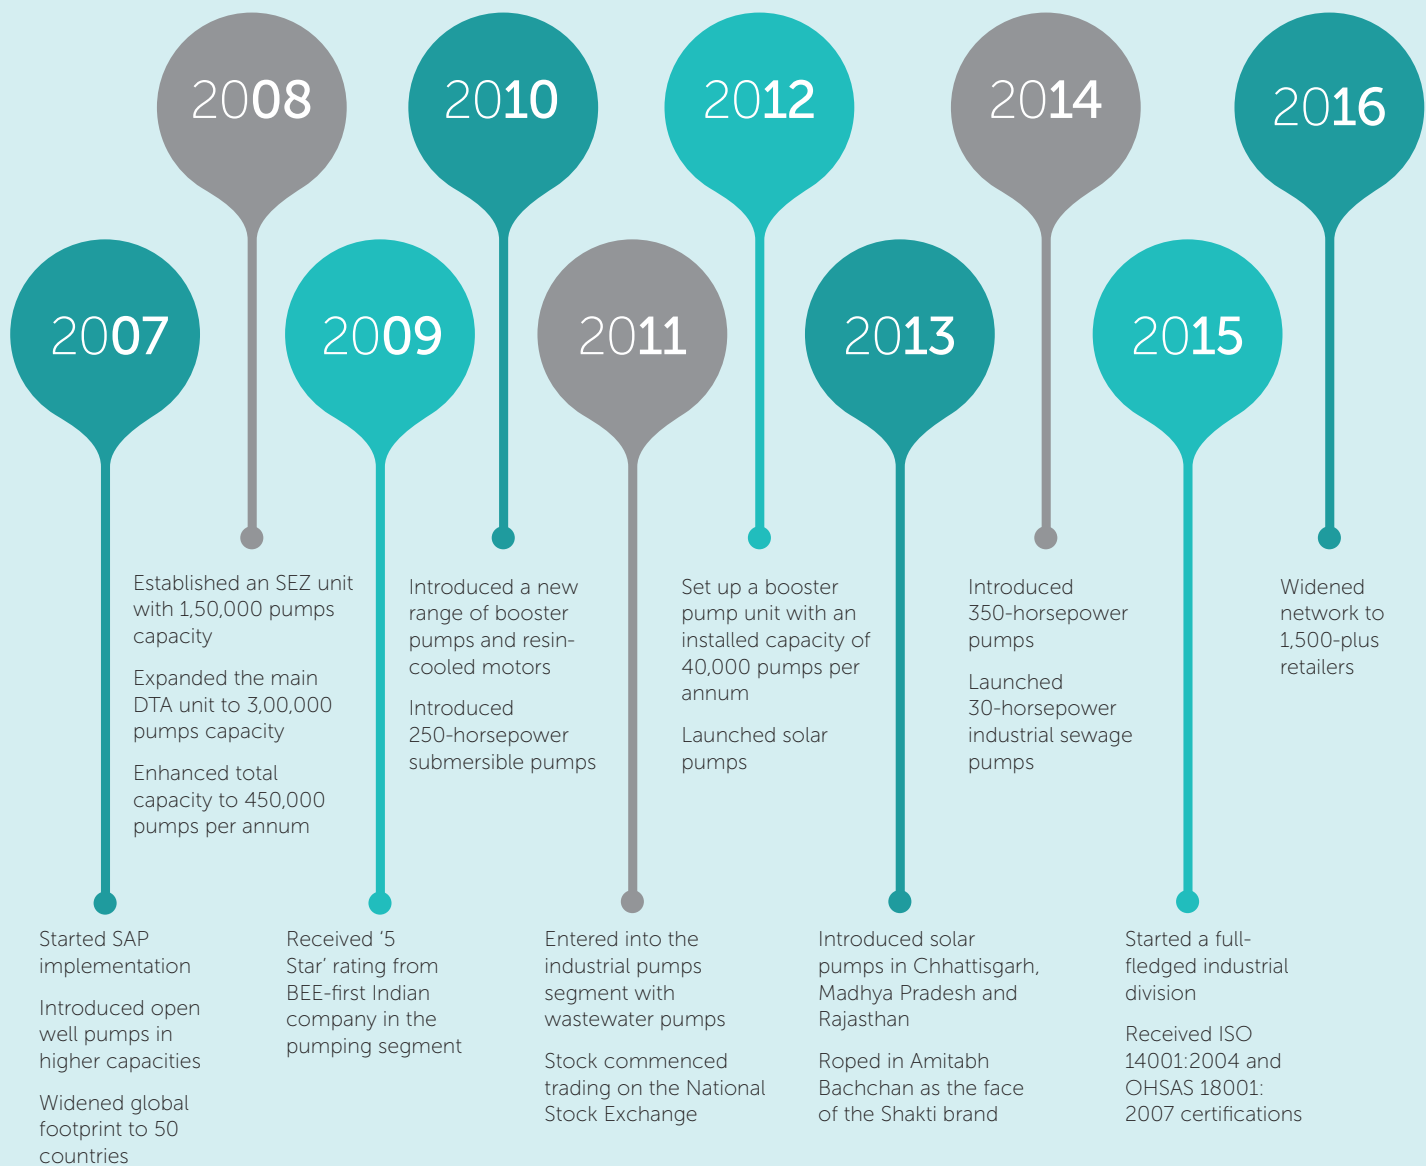 2007
Started SAP
implementation
Introduced open
well pumps in
higher capacities
Widened global
footprint to 50
countries
2008
Established an SEZ unit
with 1,50,000 pumps
capacity
Expanded the main
DTA unit to 3,00,000
pumps capacity
Enhanced total
capacity to 450,000
pumps per annum
2009
Received '5
Star' rating from
BEE-first Indian
company in the
pumping segment
2010
Introduced a new
range of booster
pumps and resin-
cooled motors
Introduced
250-horsepower
submersible pumps
2011
Entered into the
industrial pumps
segment with
wastewater pumps
Stock commenced
trading on the National
Stock Exchange
2012
Set up a booster
pump unit with an
installed capacity of
40,000 pumps per
annum
Launched solar
pumps
2013
Introduced solar
pumps in Chhattisgarh,
Madhya Pradesh and
Rajasthan
Roped in Amitabh
Bachchan as the face
of the Shakti brand
2014
Introduced
350-horsepower
pumps
Launched
30-horsepower
industrial sewage
pumps
2015
Started a full-
fledged industrial
division
Received ISO
14001:2004 and
OHSAS 18001:
2007 certifications
2016
Widened
network to
1,500-plus
retailers